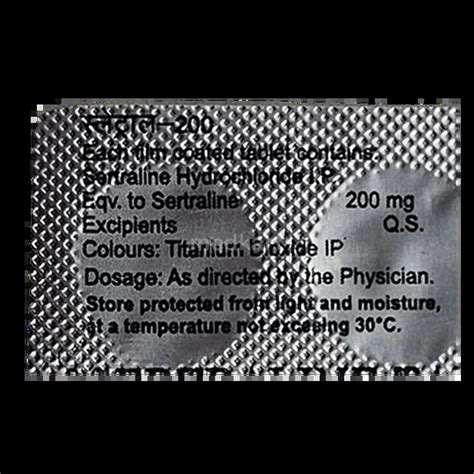 स्लेट्राल-200
Each film coated tablet contains:
Sertraline Hydrochloride I.P.
Eqv. to Sertraline 200 mg
Excipients Q.S.
Colours: Titanium Dioxide IP
Dosage: As directed by the Physician.
Store protected from light and moisture,
at a temperature not exceeing 30°C.